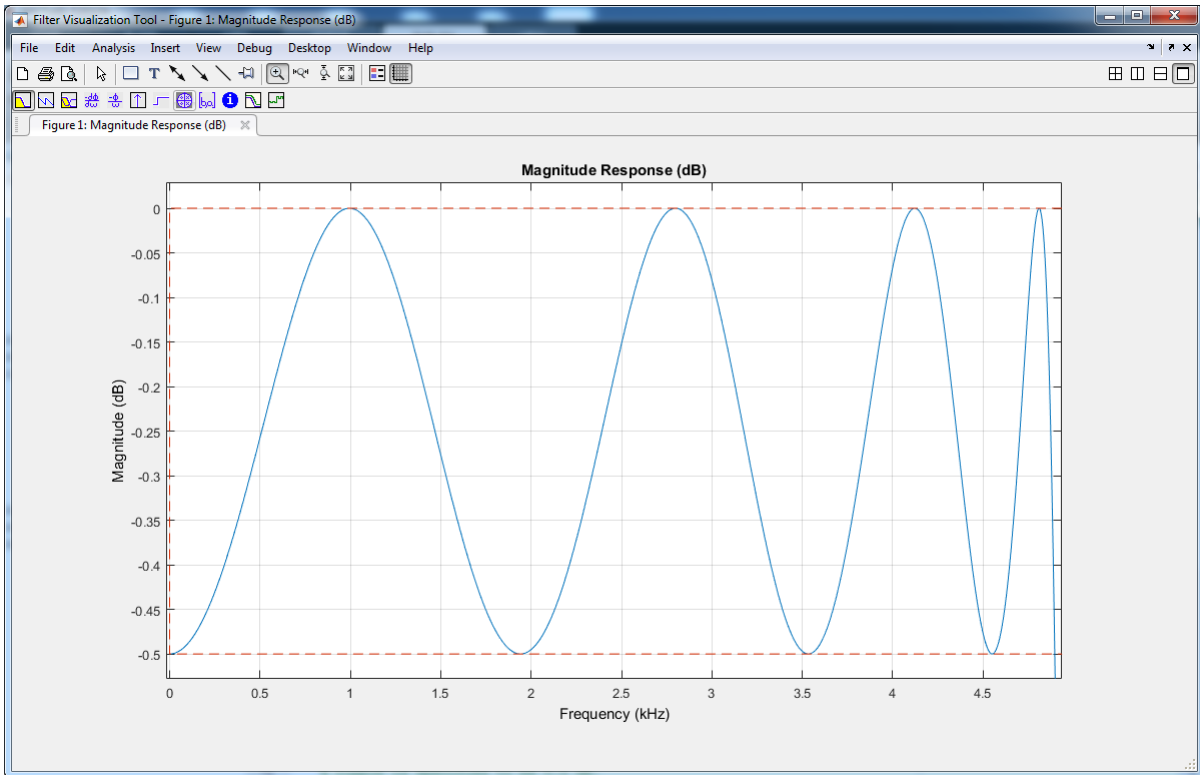 Filter Visualization Tool - Figure 1: Magnitude Response (dB)
File Edit Analysis Insert View Debug Desktop Window Help
Figure 1: Magnitude Response (dB)
Magnitude Response (dB)
0
-0.05
-0.1
-0.15
-0.2
-0.25
-0.3
-0.35
-0.4
-0.45
-0.5
Magnitude (dB)
0 0.5 1 1.5 2 2.5 3 3.5 4 4.5
Frequency (kHz)